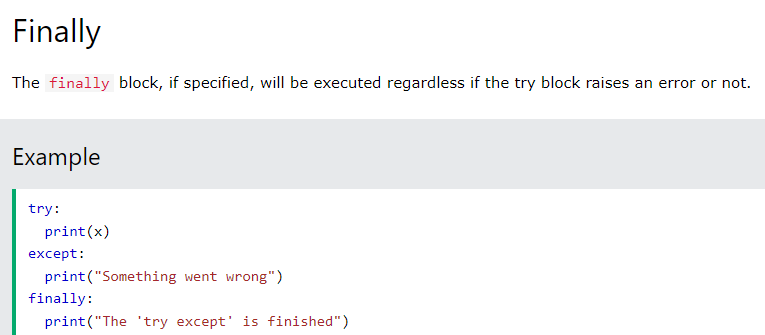 Finally
The finally block, if specified, will be executed regardless if the try block raises an error or not.
Example
try:
  print(x)
except:
  print("Something went wrong")
finally:
  print("The 'try except' is finished")